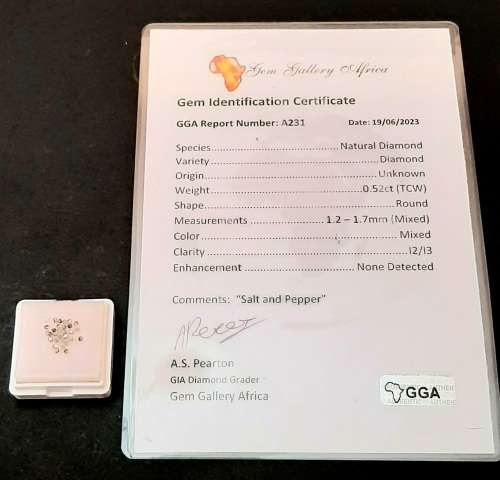 Gem Gallery Africa
Gem Identification Certificate
GGA Report Number: A231 Date: 19/06/2023
Species Natural Diamond
Variety Diamond
Origin Unknown
Weight 0.52ct (TCW)
Shape Round
Measurements 1.2 – 1.7mm (Mixed)
Color Mixed
Clarity I2/I3
Enhancement None Detected
Comments: "Salt and Pepper"
A.S. Pearton
GIA Diamond Grader
Gem Gallery Africa
GGA